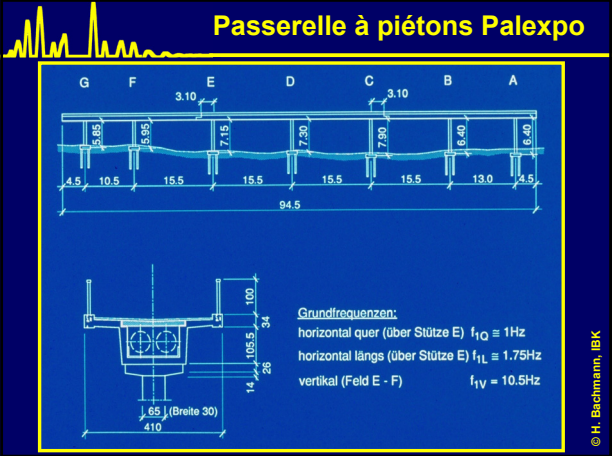 Passerelle à piétons Palexpo
G F E D C B A
3.10 3.10
5.85 5.95 7.15 7.30 7.90 6.40 6.40
4.5 10.5 15.5 15.5 15.5 15.5 13.0 4.5
94.5
100
34
105.5
26
14
65 (Breite 30)
410
Grundfrequenzen:
horizontal quer (über Stütze E) f1Q ≅ 1Hz
horizontal längs (über Stütze E) f1L ≅ 1.75Hz
vertikal (Feld E - F) f1V = 10.5Hz
© H. Bachmann, IBK